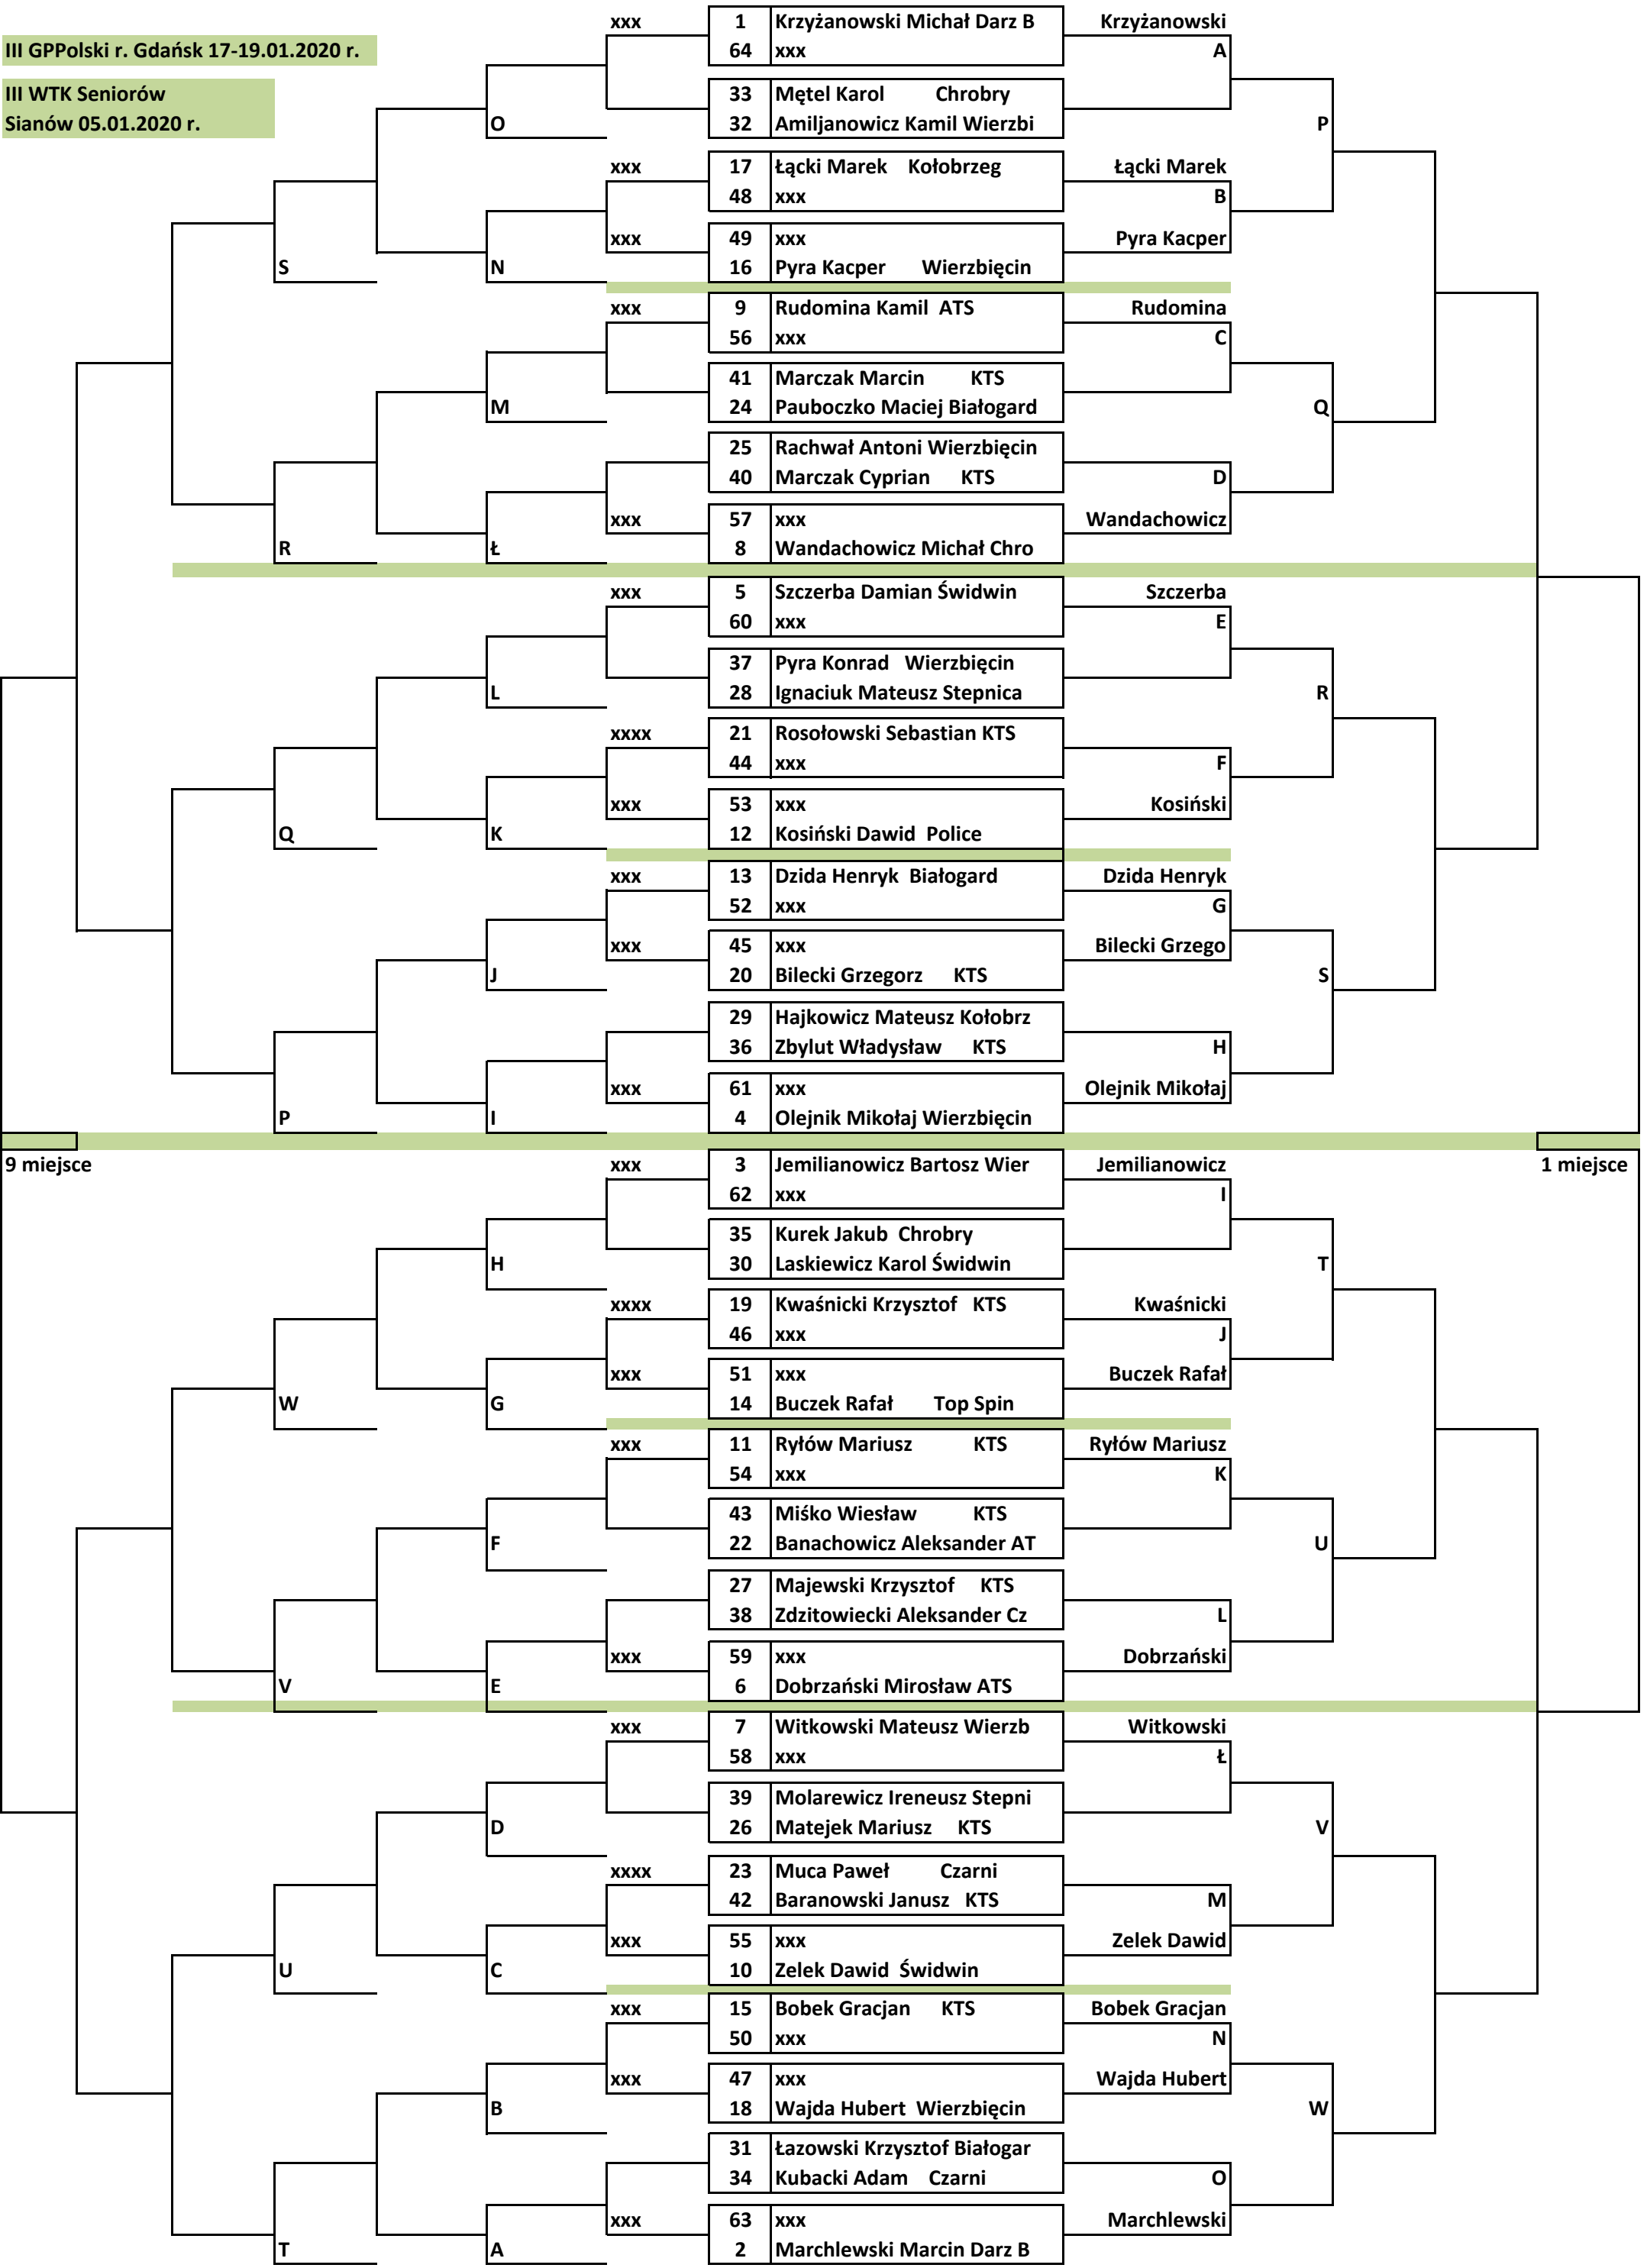 xxx 1 Krzyżanowski Michał Darz B Krzyżanowski
III GPPolski r. Gdańsk 17-19.01.2020 r. 64 xxx A
III WTK Seniorów 33 Mętel Karol Chrobry
Sianów 05.01.2020 r. O 32 Amiljanowicz Kamil Wierzbi P
xxx 17 Łącki Marek Kołobrzeg Łącki Marek
48 xxx B
xxx 49 xxx Pyra Kacper
S N 16 Pyra Kacper Wierzbięcin
xxx 9 Rudomina Kamil ATS Rudomina
56 xxx C
41 Marczak Marcin KTS
M 24 Pauboczko Maciej Białogard Q
25 Rachwał Antoni Wierzbięcin
40 Marczak Cyprian KTS D
xxx 57 xxx Wandachowicz
R Ł 8 Wandachowicz Michał Chro
xxx 5 Szczerba Damian Świdwin Szczerba
60 xxx E
37 Pyra Konrad Wierzbięcin
L 28 Ignaciuk Mateusz Stepnica R
xxxx 21 Rosołowski Sebastian KTS
44 xxx F
xxx 53 xxx Kosiński
Q K 12 Kosiński Dawid Police
xxx 13 Dzida Henryk Białogard Dzida Henryk
52 xxx G
xxx 45 xxx Bilecki Grzego
J 20 Bilecki Grzegorz KTS S
29 Hajkowicz Mateusz Kołobrz
36 Zbylut Władysław KTS H
xxx 61 xxx Olejnik Mikołaj
P I 4 Olejnik Mikołaj Wierzbięcin
9 miejsce xxx 3 Jemilianowicz Bartosz Wier Jemilianowicz 1 miejsce
62 xxx I
35 Kurek Jakub Chrobry
H 30 Laskiewicz Karol Świdwin T
xxxx 19 Kwaśnicki Krzysztof KTS Kwaśnicki
46 xxx J
xxx 51 xxx Buczek Rafał
W G 14 Buczek Rafał Top Spin
xxx 11 Ryłów Mariusz KTS Ryłów Mariusz
54 xxx K
43 Miśko Wiesław KTS
F 22 Banachowicz Aleksander AT U
27 Majewski Krzysztof KTS
38 Zdzitowiecki Aleksander Cz L
xxx 59 xxx Dobrzański
V E 6 Dobrzański Mirosław ATS
xxx 7 Witkowski Mateusz Wierzb Witkowski
58 xxx Ł
39 Molarewicz Ireneusz Stepni
D 26 Matejek Mariusz KTS V
xxxx 23 Muca Paweł Czarni
42 Baranowski Janusz KTS M
xxx 55 xxx Zelek Dawid
U C 10 Zelek Dawid Świdwin
xxx 15 Bobek Gracjan KTS Bobek Gracjan
50 xxx N
xxx 47 xxx Wajda Hubert
B 18 Wajda Hubert Wierzbięcin W
31 Łazowski Krzysztof Białogar
34 Kubacki Adam Czarni O
xxx 63 xxx Marchlewski
T A 2 Marchlewski Marcin Darz B